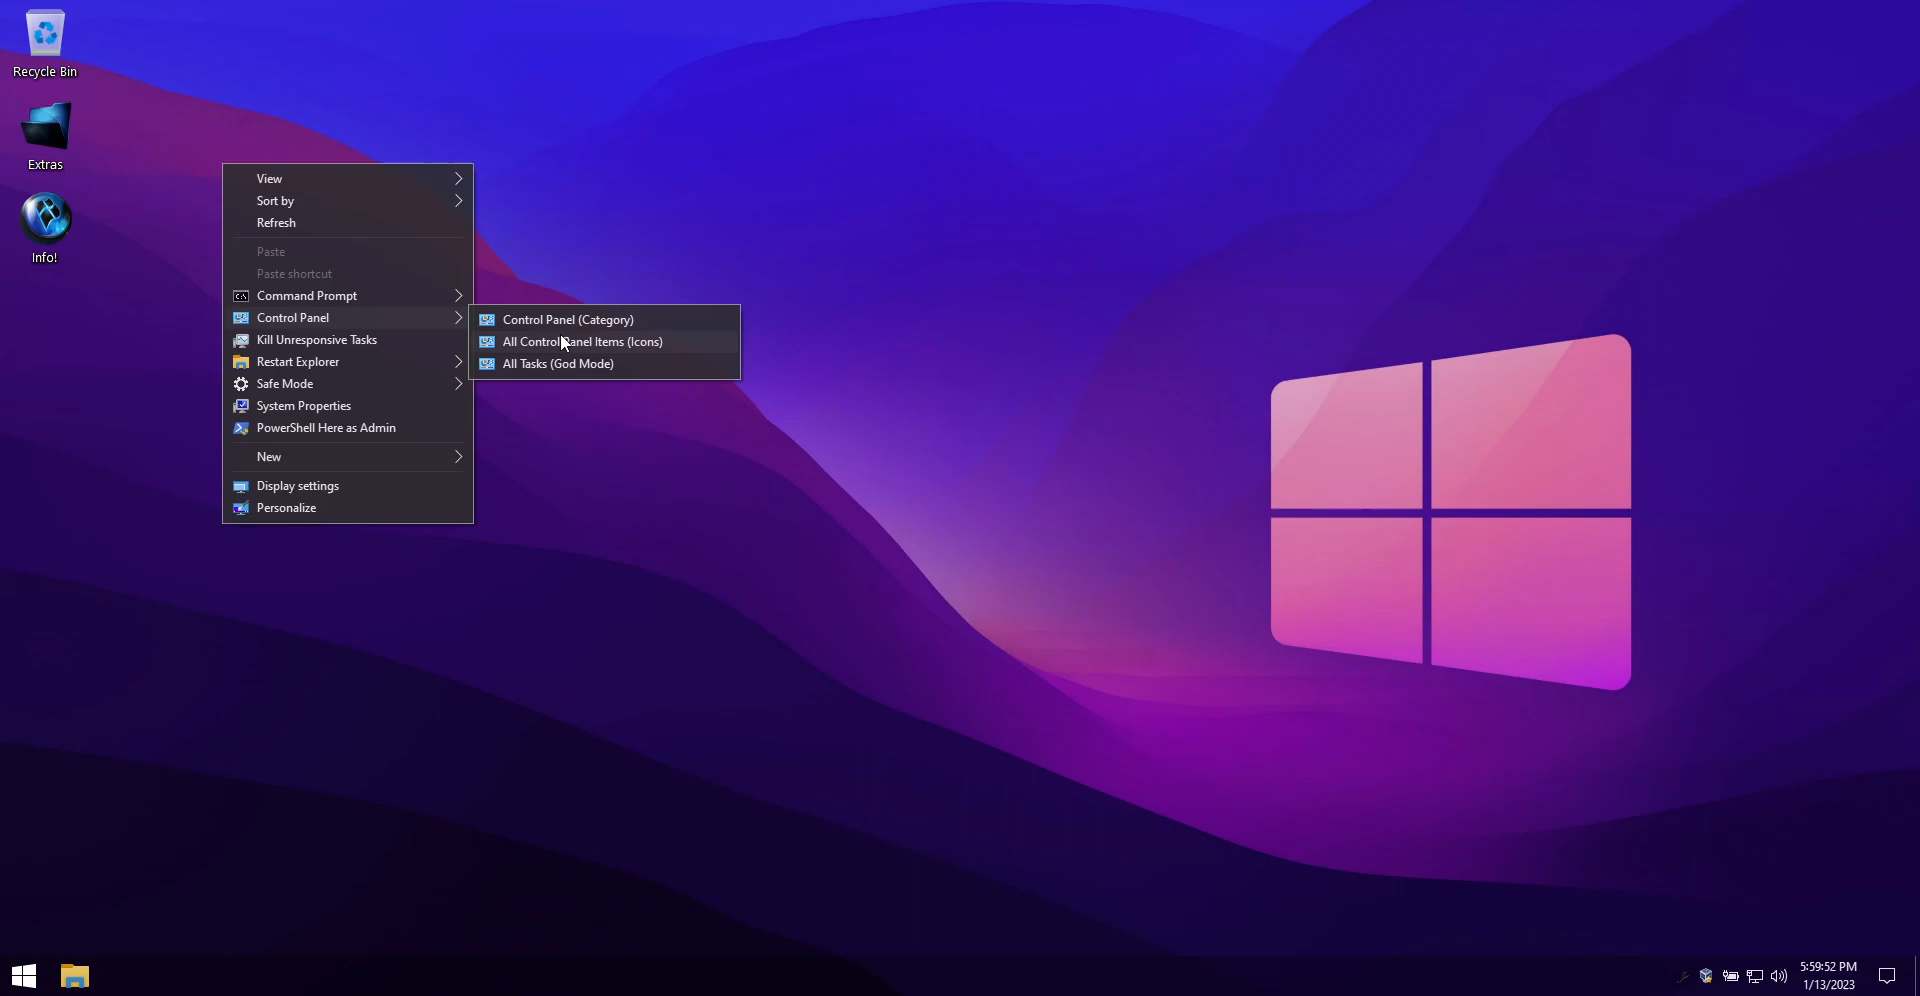 Recycle Bin
Extras
Info!
View
Sort by
Refresh
Paste
Paste shortcut
Command Prompt
Control Panel
Kill Unresponsive Tasks
Restart Explorer
Safe Mode
System Properties
PowerShell Here as Admin
New
Display settings
Personalize
Control Panel (Category)
All Control Panel Items (Icons)
All Tasks (God Mode)
5:59:52 PM
1/13/2023